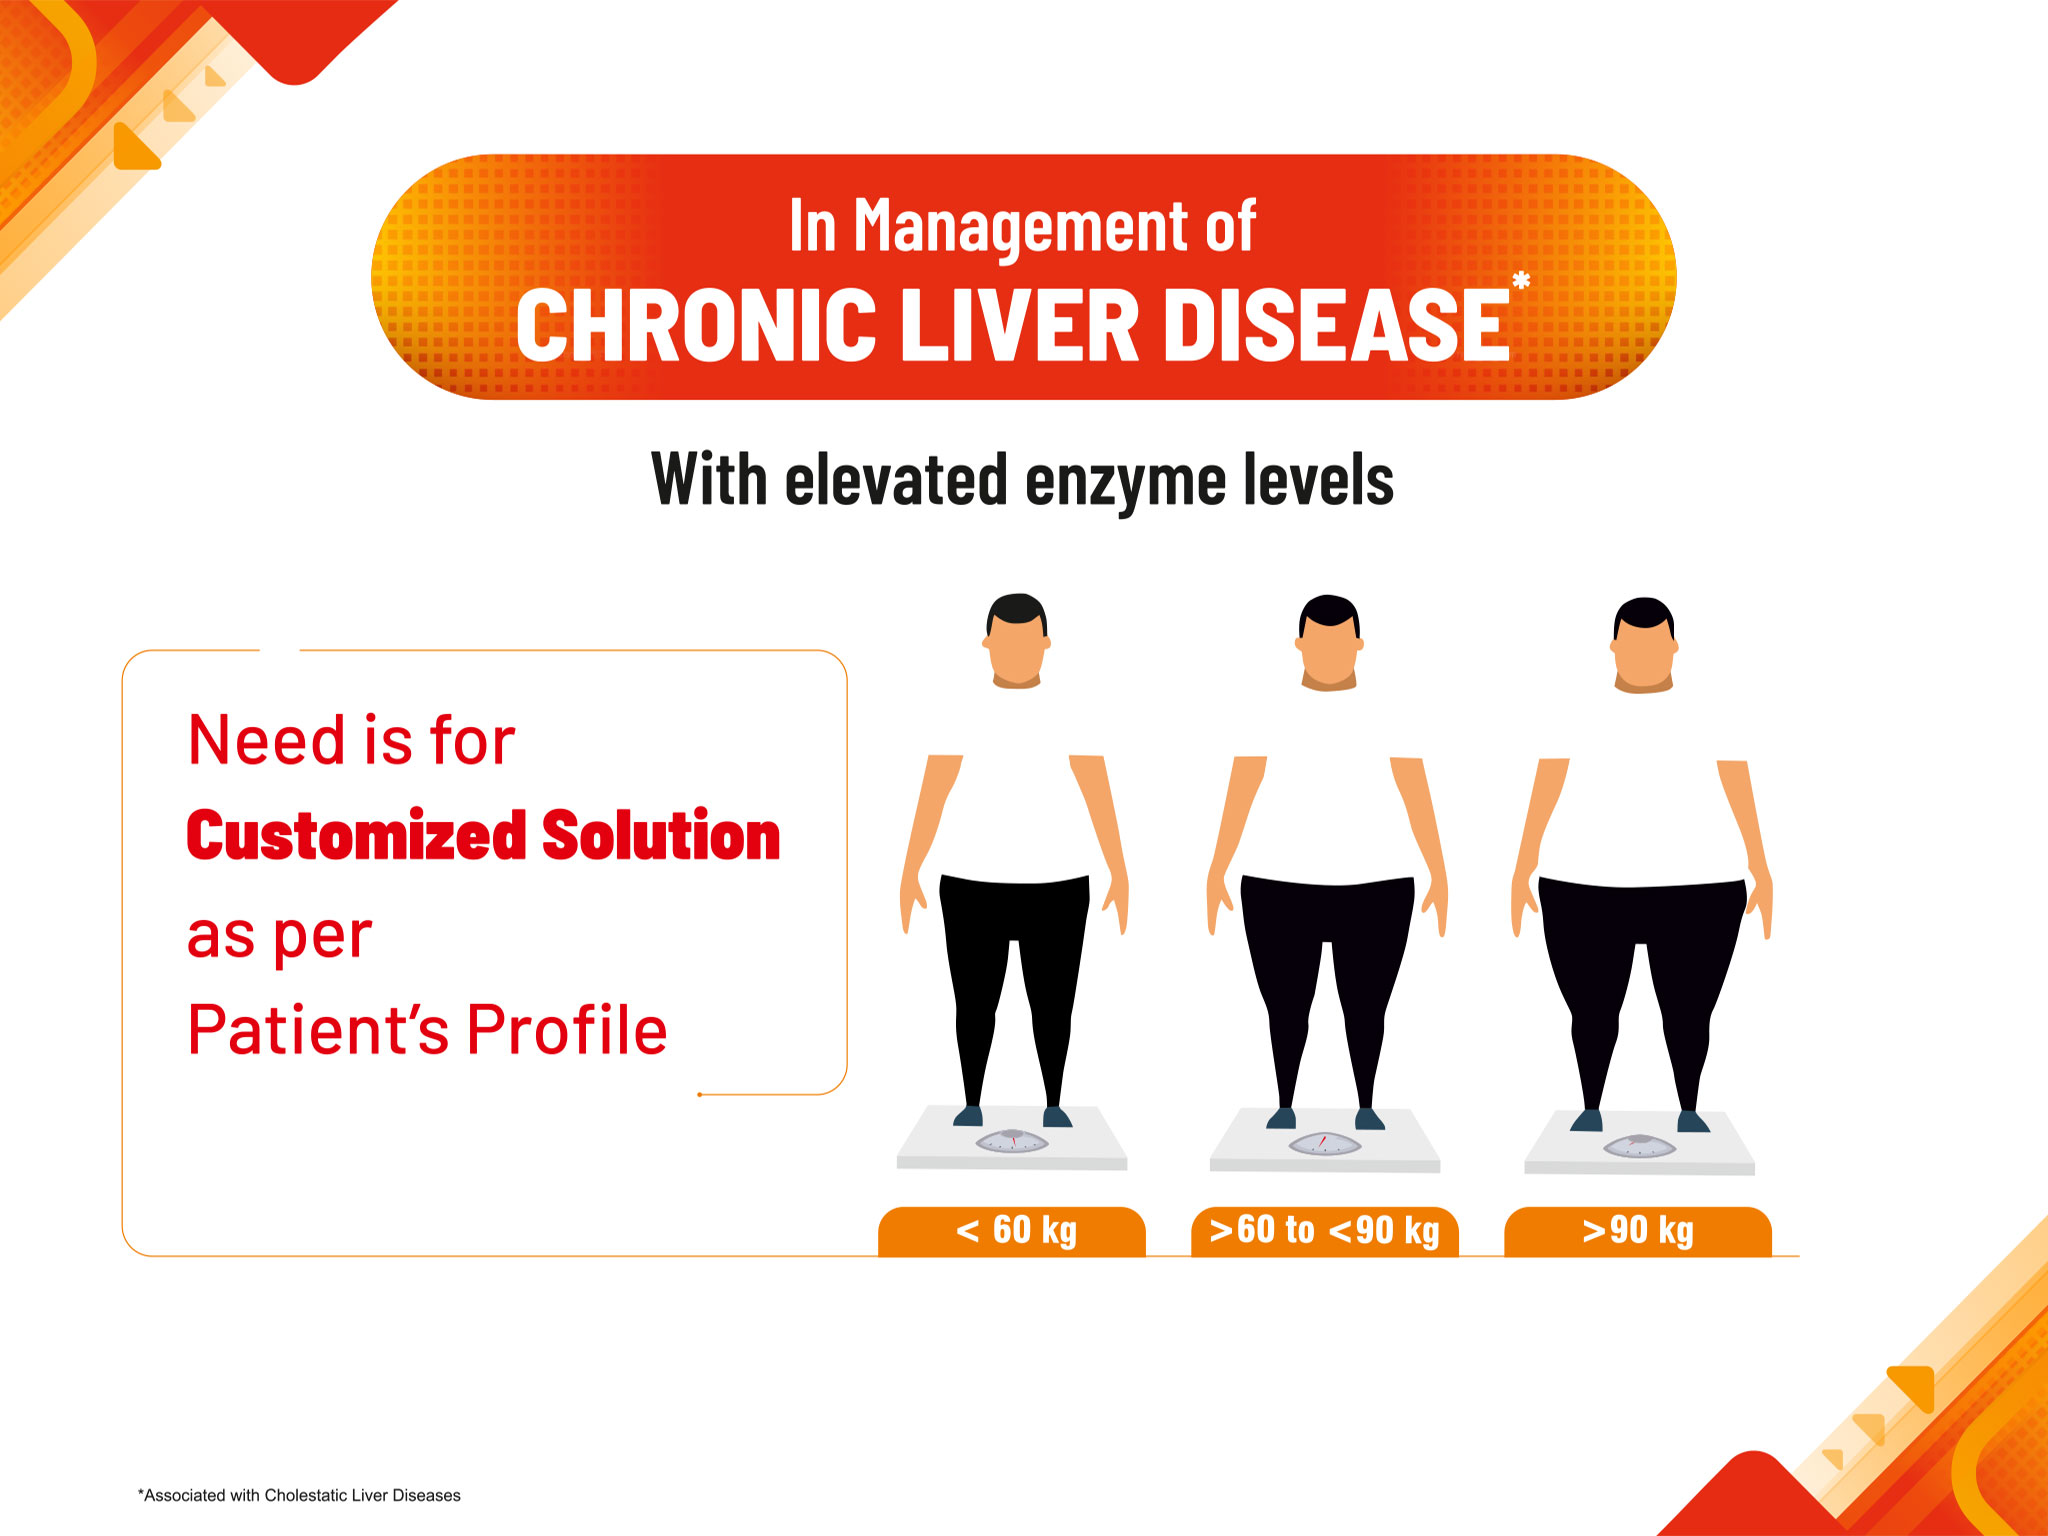 In Management of
CHRONIC LIVER DISEASE*
With elevated enzyme levels
Need is for
Customized Solution
as per
Patient’s Profile
< 60 kg
>60 to <90 kg
>90 kg
*Associated with Cholestatic Liver Diseases